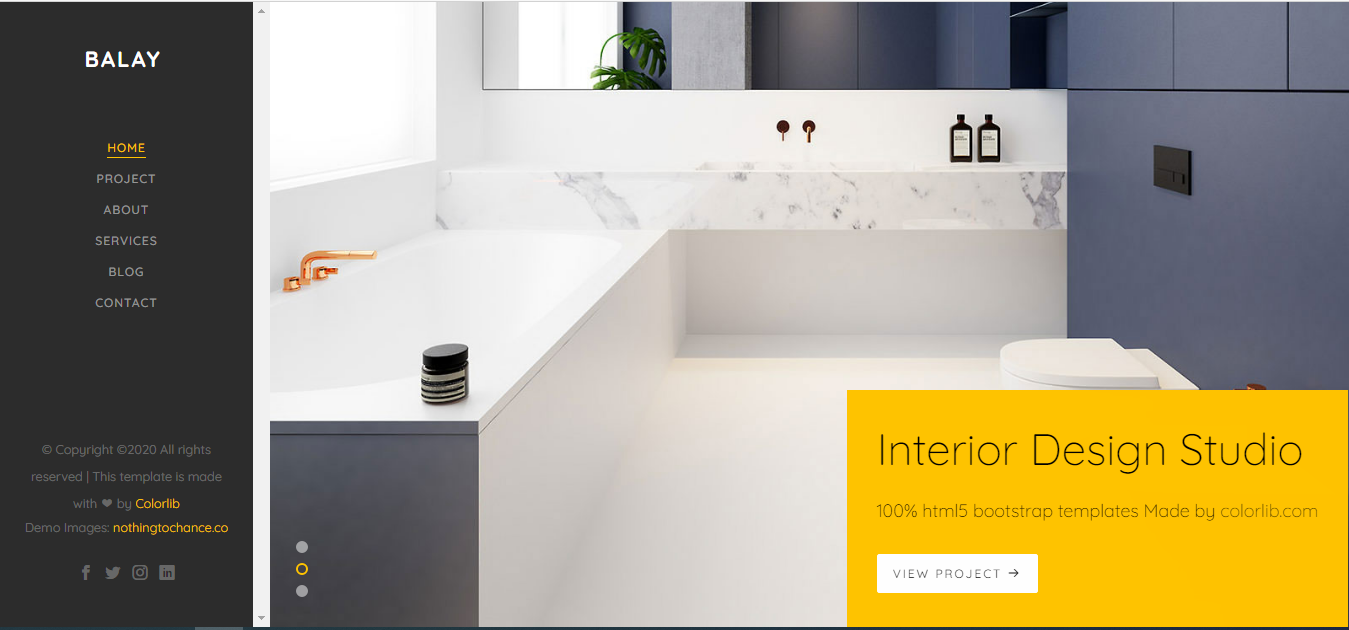 BALAY
HOME
PROJECT
ABOUT
SERVICES
BLOG
CONTACT
© Copyright ©2020 All rights
reserved | This template is made
with ❤ by Colorlib
Demo Images: nothingtochance.co
Interior Design Studio
100% html5 bootstrap templates Made by colorlib.com
VIEW PROJECT →